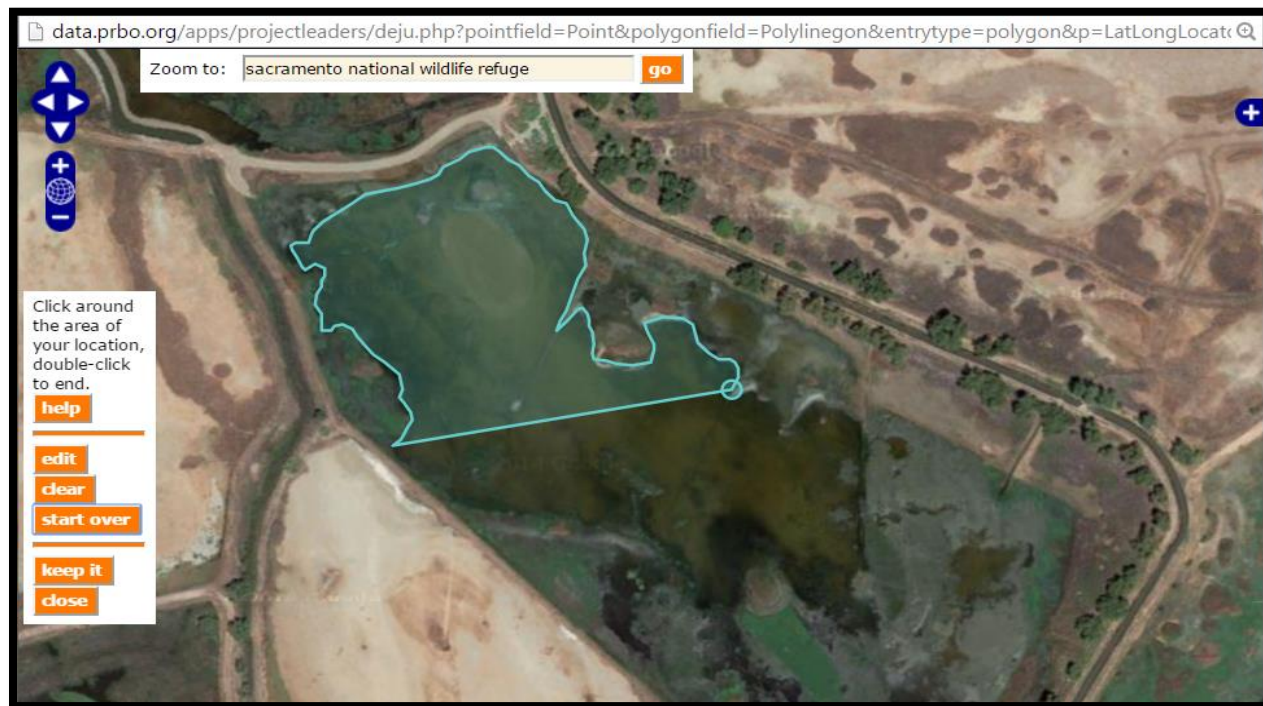 data.prbo.org/apps/projectleaders/deju.php?pointfield=Point&polygonfield=Polylinegon&entrytype=polygon&p=LatLongLocato
Zoom to: sacramento national wildlife refuge go
Click around
the area of
your location,
double-click
to end.
help
edit
clear
start over
keep it
close